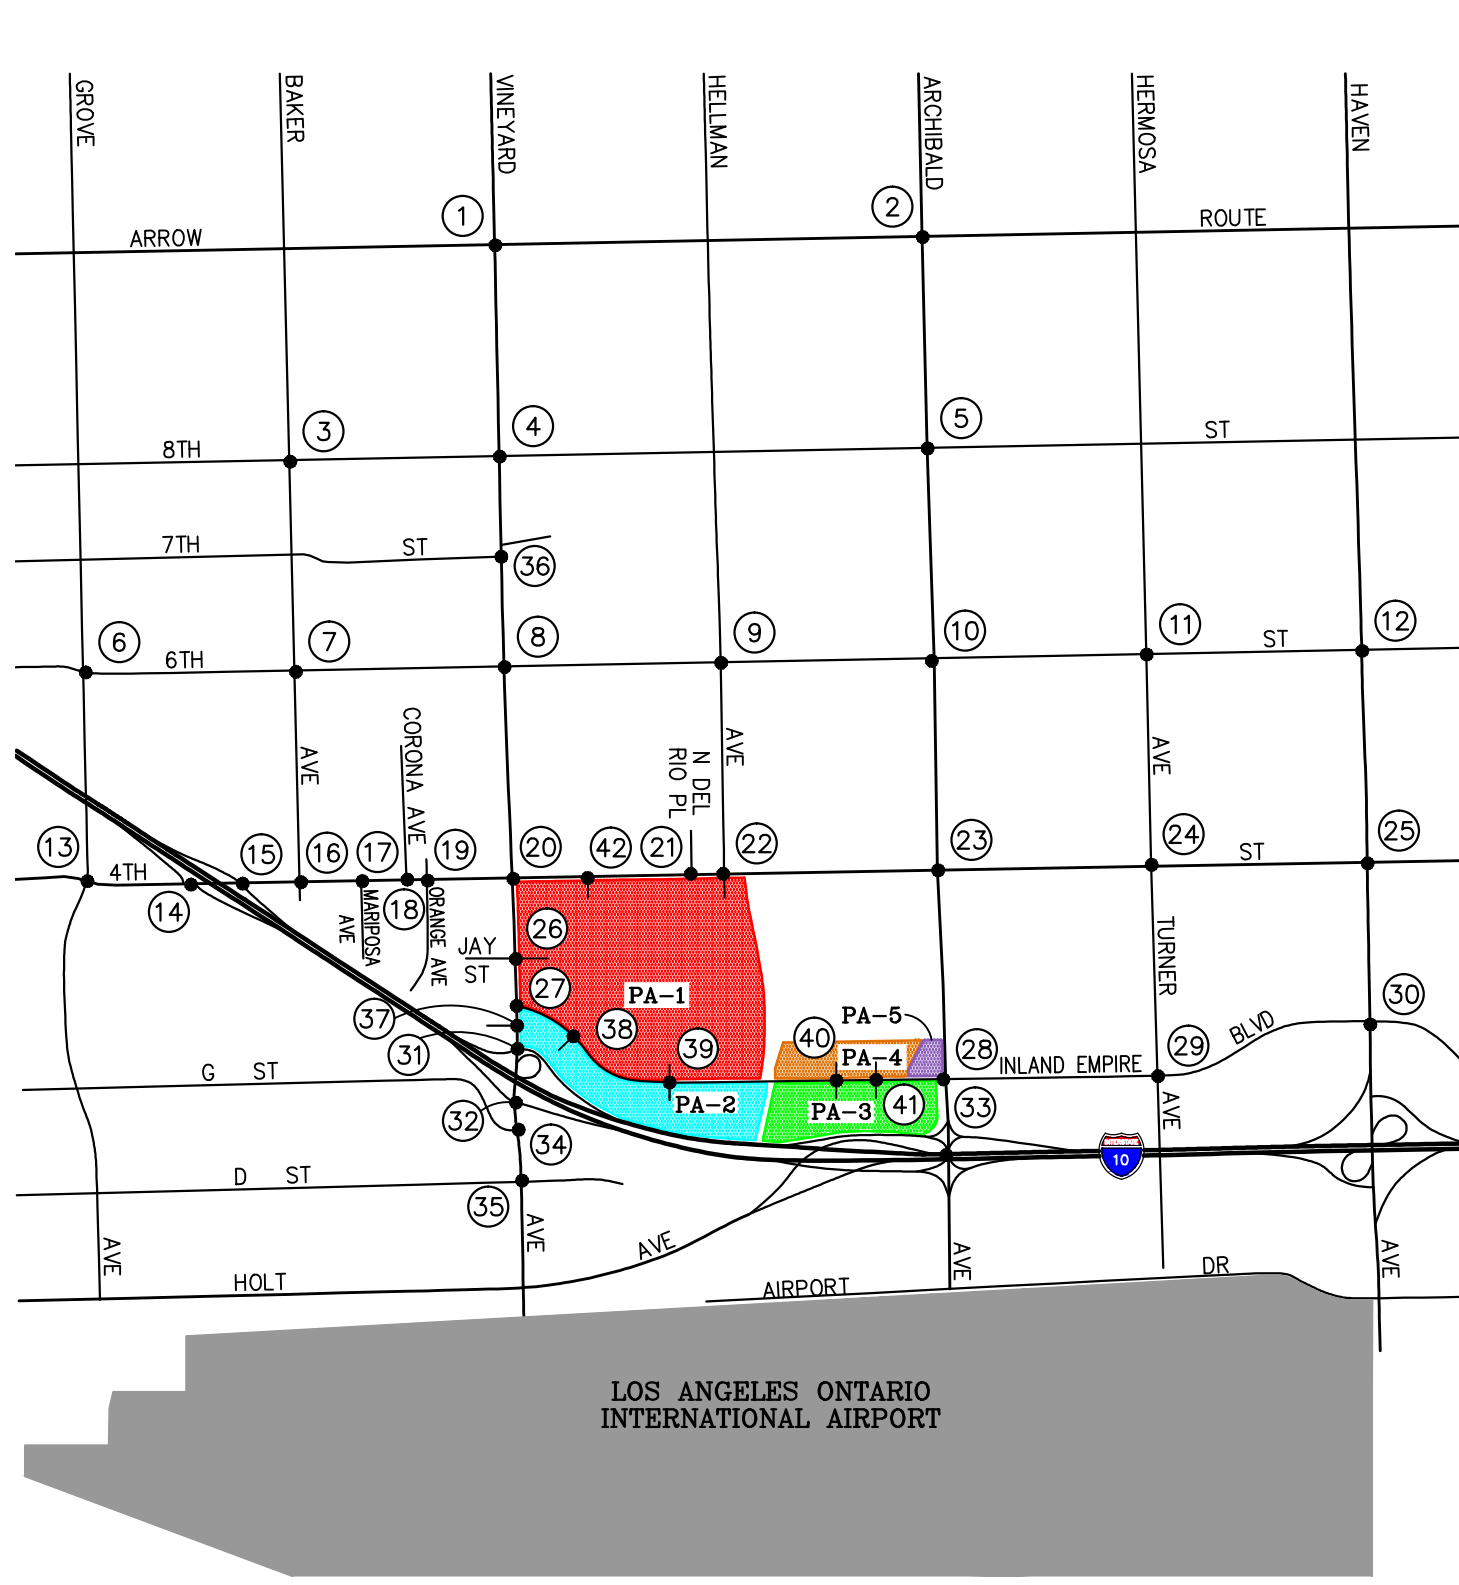 GROVE
BAKER
VINEYARD
HELLMAN
ARCHIBALD
HERMOSA
HAVEN
1
2
ARROW
ROUTE
3
4
5
8TH
ST
7TH
ST
36
6
7
8
9
10
11
12
6TH
ST
CORONA AVE
AVE
N DEL
RIO PL
AVE
AVE
13
15
16
17
19
20
42
21
22
23
24
25
4TH
ST
14
18
MARIPOSA
AVE
ORANGE AVE
JAY
ST
26
27
PA-1
TURNER
37
38
39
40
PA-5
PA-4
28
INLAND EMPIRE
29
BLVD
30
31
G ST
32
PA-2
PA-3
41
33
AVE
34
INTERSTATE
10
D ST
35
AVE
AVE
AVE
AVE
AVE
HOLT
AIRPORT
DR
LOS ANGELES ONTARIO
INTERNATIONAL AIRPORT